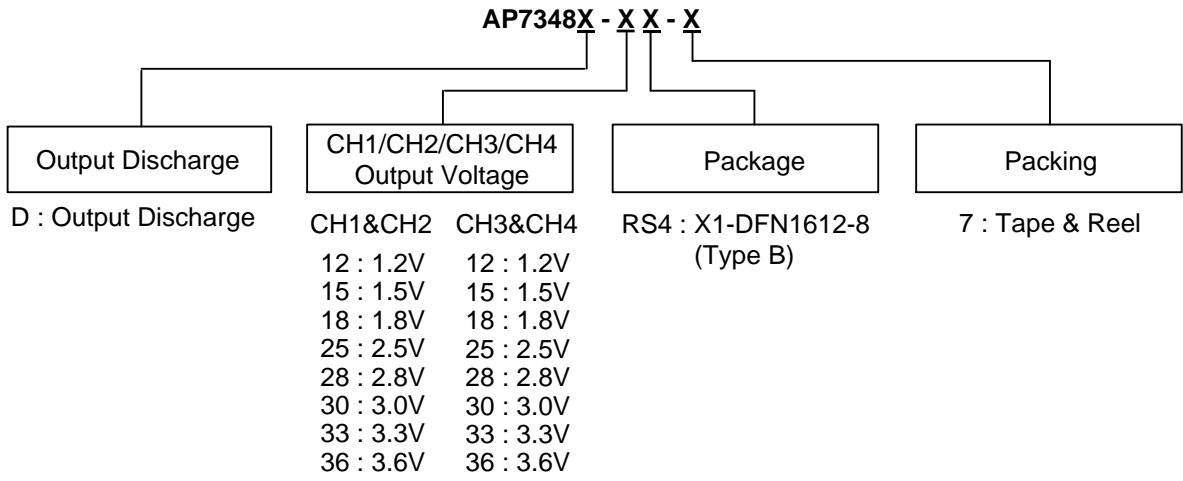 AP7348X - X X - X
Output Discharge
CH1/CH2/CH3/CH4
Output Voltage
Package
Packing
D : Output Discharge
CH1&CH2 CH3&CH4
12 : 1.2V 12 : 1.2V
15 : 1.5V 15 : 1.5V
18 : 1.8V 18 : 1.8V
25 : 2.5V 25 : 2.5V
28 : 2.8V 28 : 2.8V
30 : 3.0V 30 : 3.0V
33 : 3.3V 33 : 3.3V
36 : 3.6V 36 : 3.6V
RS4 : X1-DFN1612-8
(Type B)
7 : Tape & Reel